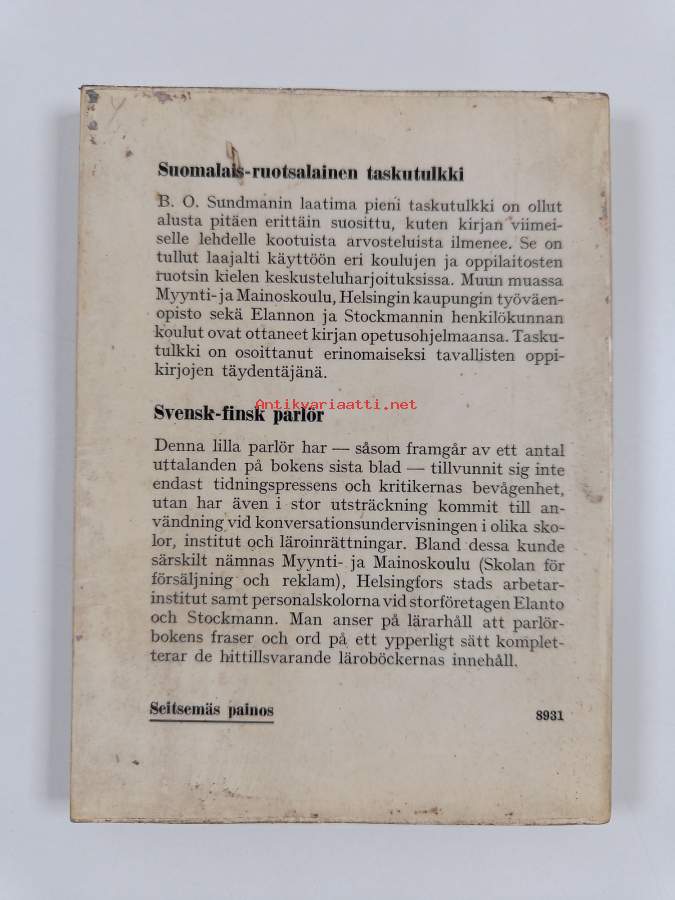 Suomalais-ruotsalainen taskutulkki
B. O. Sundmanin laatima pieni taskutulkki on ollut
alusta pitäen erittäin suosittu, kuten kirjan viimei-
selle lehdelle kootuista arvosteluista ilmenee. Se on
tullut laajalti käyttöön eri koulujen ja oppilaitosten
ruotsin kielen keskusteluharjoituksissa. Muun muassa
Myynti- ja Mainoskoulu, Helsingin kaupungin työväen-
opisto sekä Elannon ja Stockmannin henkilökunnan
koulut ovat ottaneet kirjan opetusohjelmaansa. Tasku-
tulkki on osoittanut erinomaiseksi tavallisten oppi-
kirjojen täydentäjänä.
Antikvariaatti.net
Svensk-finsk parlör
Denna lilla parlör har — såsom framgår av ett antal
uttalanden på bokens sista blad — tillvunnit sig inte
endast tidningspressens och kritikernas bevågenhet,
utan har även i stor utsträckning kommit till an-
vändning vid konversationsundervisningen i olika sko-
lor, institut och läroinrättningar. Bland dessa kunde
särskilt nämnas Myynti- ja Mainoskoulu (Skolan för
försäljning och reklam), Helsingfors stads arbetar-
institut samt personalskolorna vid storföretagen Elanto
och Stockmann. Man anser på lärarhåll att parlör-
bokens fraser och ord på ett ypperligt sätt komplet-
terar de hittillsvarande läroböckernas innehåll.
Seitsemäs painos
8931